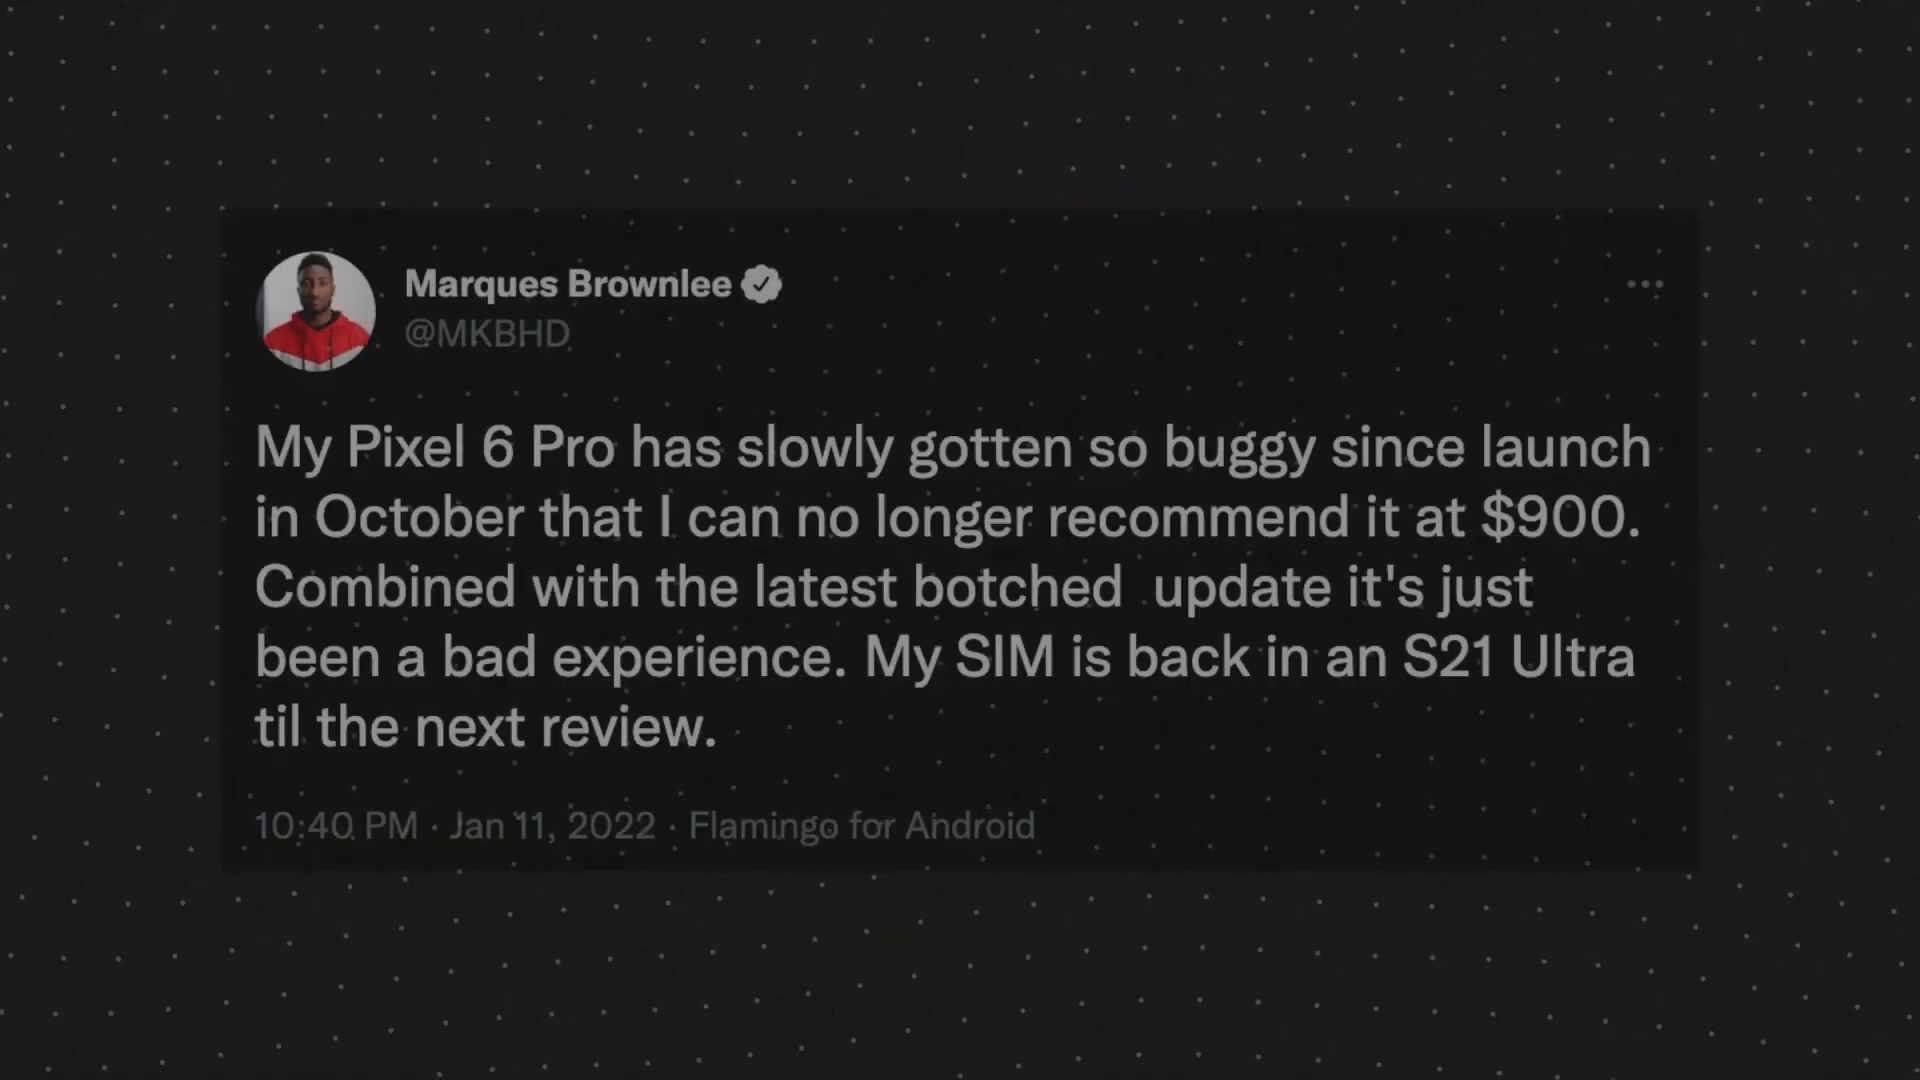 Marques Brownlee
@MKBHD
My Pixel 6 Pro has slowly gotten so buggy since launch
in October that I can no longer recommend it at $900.
Combined with the latest botched  update it's just
been a bad experience. My SIM is back in an S21 Ultra
til the next review.
10:40 PM · Jan 11, 2022 · Flamingo for Android